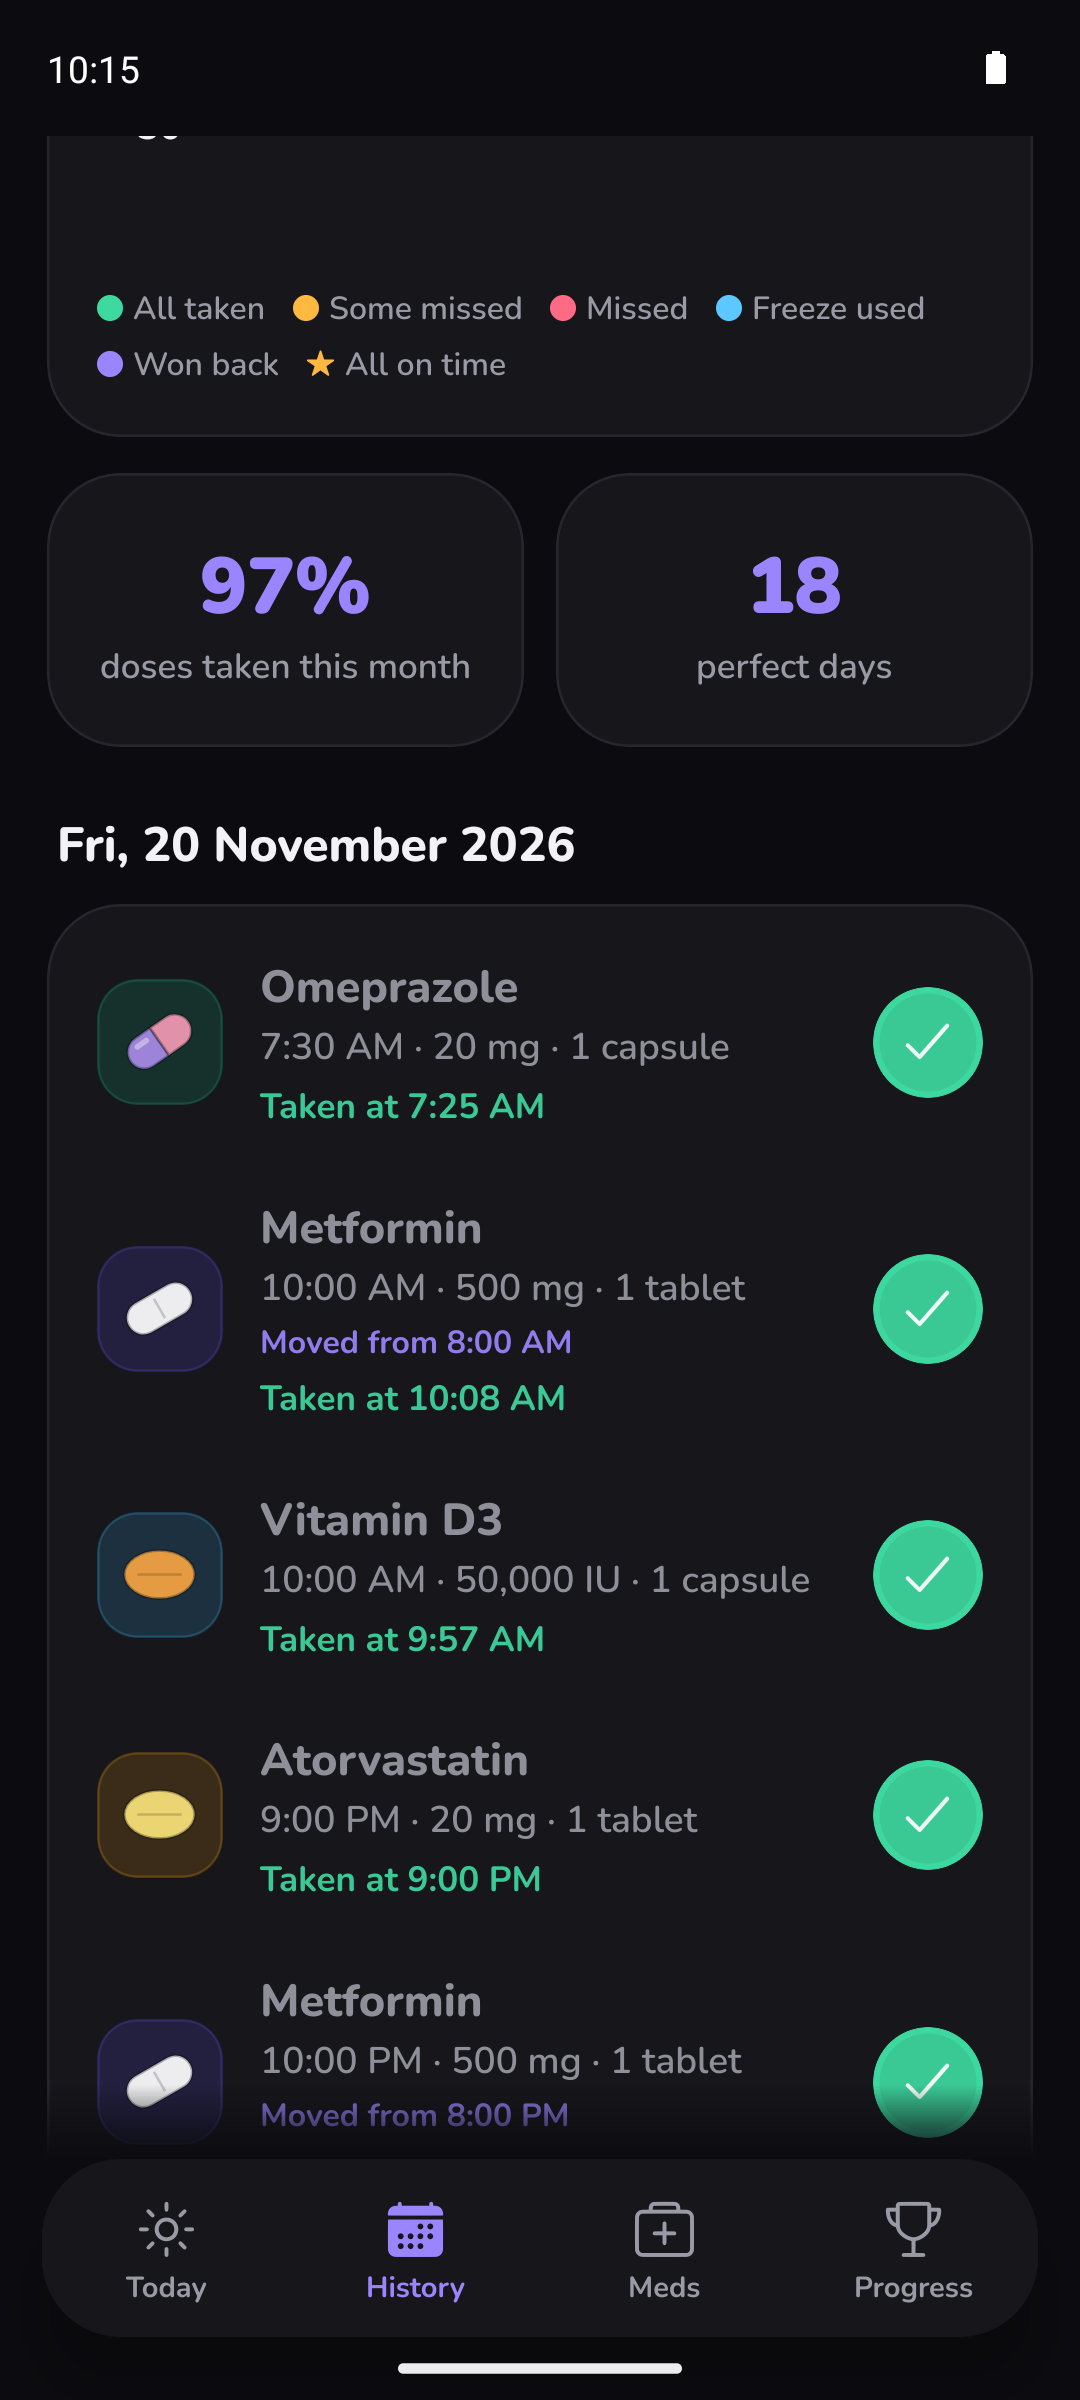 10:15
All taken
Some missed
Missed
Freeze used
Won back
All on time
97%
doses taken this month
18
perfect days
Fri, 20 November 2026
Omeprazole
7:30 AM · 20 mg · 1 capsule
Taken at 7:25 AM
Metformin
10:00 AM · 500 mg · 1 tablet
Moved from 8:00 AM
Taken at 10:08 AM
Vitamin D3
10:00 AM · 50,000 IU · 1 capsule
Taken at 9:57 AM
Atorvastatin
9:00 PM · 20 mg · 1 tablet
Taken at 9:00 PM
Metformin
10:00 PM · 500 mg · 1 tablet
Moved from 8:00 PM
Today
History
Meds
Progress